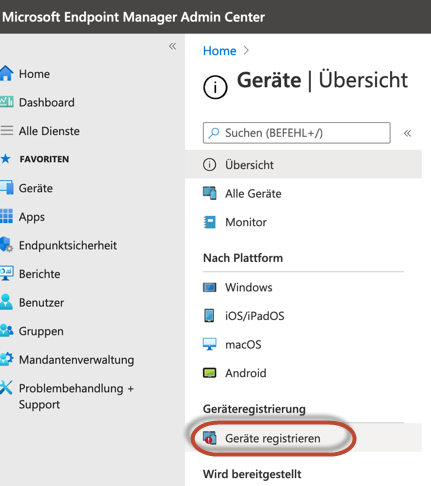 Microsoft Endpoint Manager Admin Center
«
Home
Dashboard
Alle Dienste
FAVORITEN
Geräte
Apps
Endpunktsicherheit
Berichte
Benutzer
Gruppen
Mandantenverwaltung
Problembehandlung +
Support
Home >
Geräte | Übersicht
Suchen (BEFEHL+/)
«
Übersicht
Alle Geräte
Monitor
Nach Plattform
Windows
iOS/iPadOS
macOS
Android
Geräteregistrierung
Geräte registrieren
Wird bereitgestellt